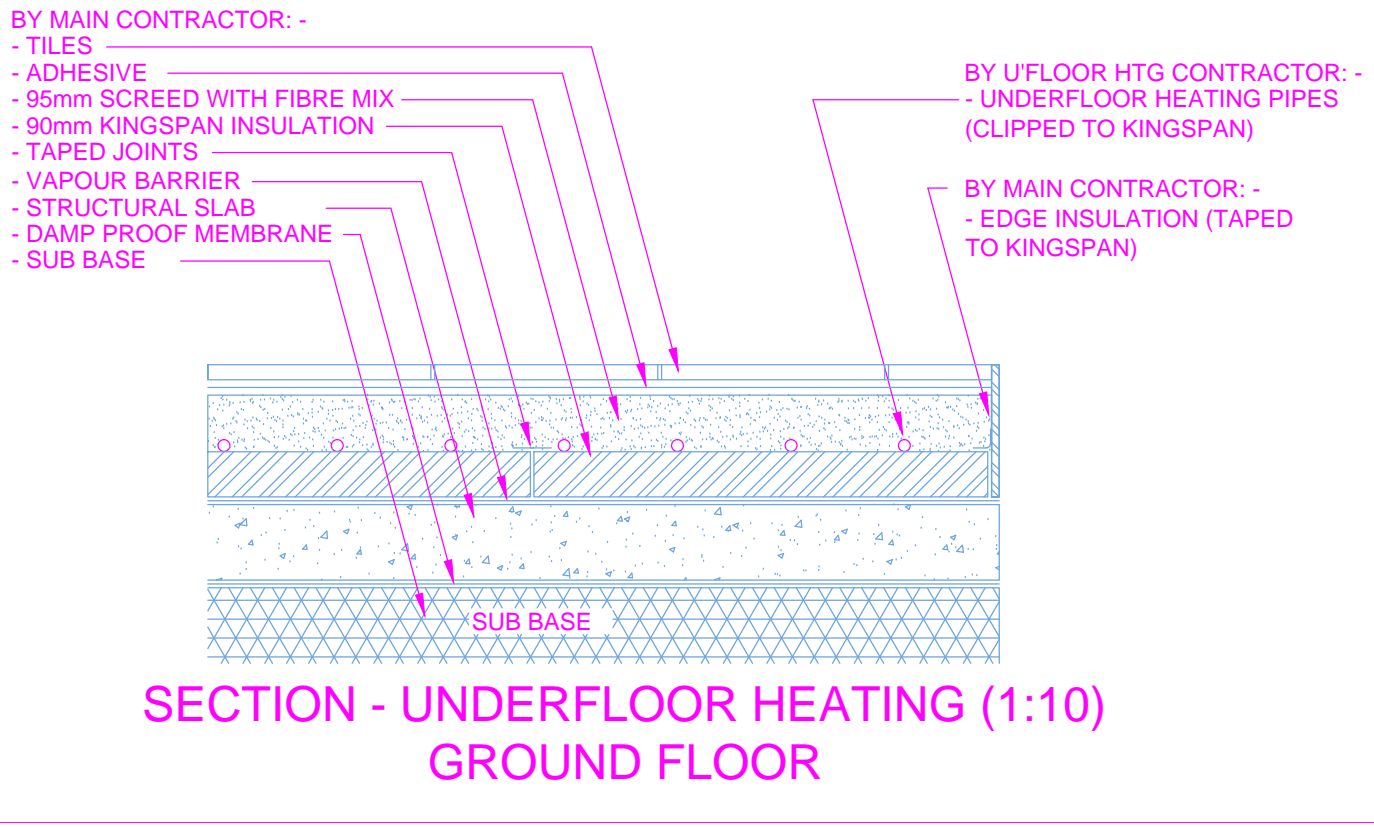 BY MAIN CONTRACTOR: -
- TILES
- ADHESIVE
- 95mm SCREED WITH FIBRE MIX
- 90mm KINGSPAN INSULATION
- TAPED JOINTS
- VAPOUR BARRIER
- STRUCTURAL SLAB
- DAMP PROOF MEMBRANE
- SUB BASE
BY U'FLOOR HTG CONTRACTOR: -
- UNDERFLOOR HEATING PIPES
(CLIPPED TO KINGSPAN)
BY MAIN CONTRACTOR: -
- EDGE INSULATION (TAPED
TO KINGSPAN)
SUB BASE
SECTION - UNDERFLOOR HEATING (1:10)
GROUND FLOOR